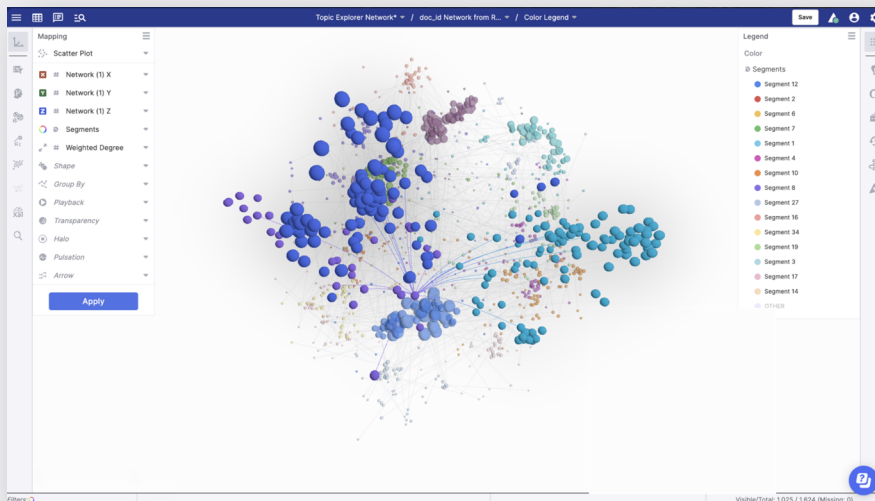 Topic Explorer Network* / doc_id Network from R... / Color Legend
Save
Mapping
Scatter Plot
X # Network (1) X
Y # Network (1) Y
Z # Network (1) Z
Segments
# Weighted Degree
Shape
Group By
Playback
Transparency
Halo
Pulsation
Arrow
Apply
Legend
Color
Segments
Segment 12
Segment 2
Segment 6
Segment 7
Segment 1
Segment 4
Segment 10
Segment 8
Segment 27
Segment 16
Segment 34
Segment 19
Segment 3
Segment 17
Segment 14
OTHER
Filters:
Visible/Total: 1,025 / 1,624 (Missing: 0)